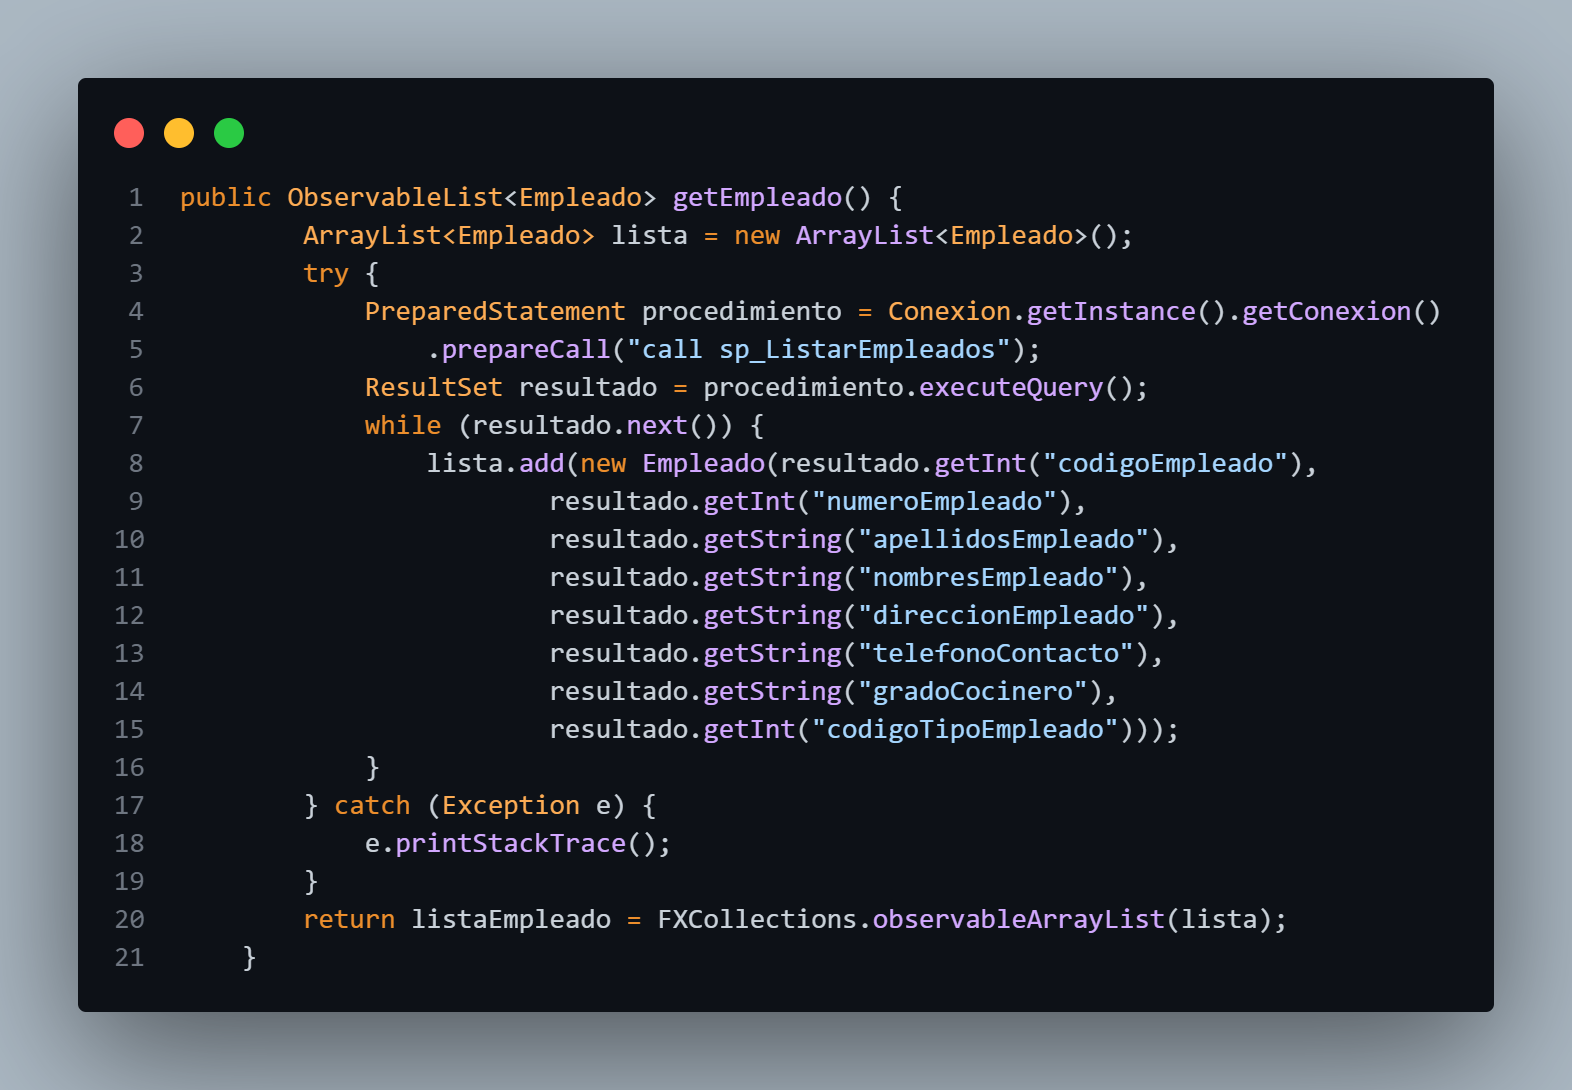 1 public ObservableList<Empleado> getEmpleado() {
2 ArrayList<Empleado> lista = new ArrayList<Empleado>();
3 try {
4 PreparedStatement procedimiento = Conexion.getInstance().getConexion()
5 .prepareCall("call sp_ListarEmpleados");
6 ResultSet resultado = procedimiento.executeQuery();
7 while (resultado.next()) {
8 lista.add(new Empleado(resultado.getInt("codigoEmpleado"),
9 resultado.getInt("numeroEmpleado"),
10 resultado.getString("apellidosEmpleado"),
11 resultado.getString("nombresEmpleado"),
12 resultado.getString("direccionEmpleado"),
13 resultado.getString("telefonoContacto"),
14 resultado.getString("gradoCocinero"),
15 resultado.getInt("codigoTipoEmpleado")));
16 }
17 } catch (Exception e) {
18 e.printStackTrace();
19 }
20 return listaEmpleado = FXCollections.observableArrayList(lista);
21 }